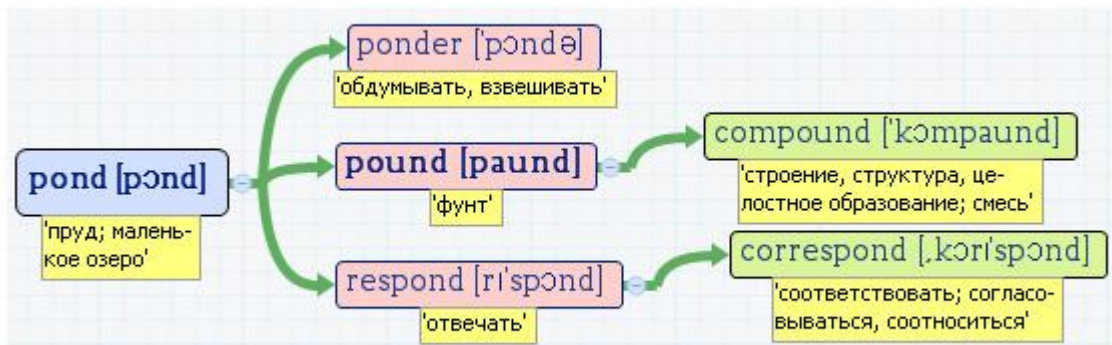 ponder ['pɔndə]
'обдумывать, взвешивать'
compound ['kɔmpaund]
'строение, структура, це-
лостное образование; смесь'
pond [pɔnd]
'пруд; малень-
кое озеро'
pound [paund]
'фунт'
correspond [ˌkɔrɪ'spɔnd]
'соответствовать; согласо-
вываться, соотноситься'
respond [rɪ'spɔnd]
'отвечать'